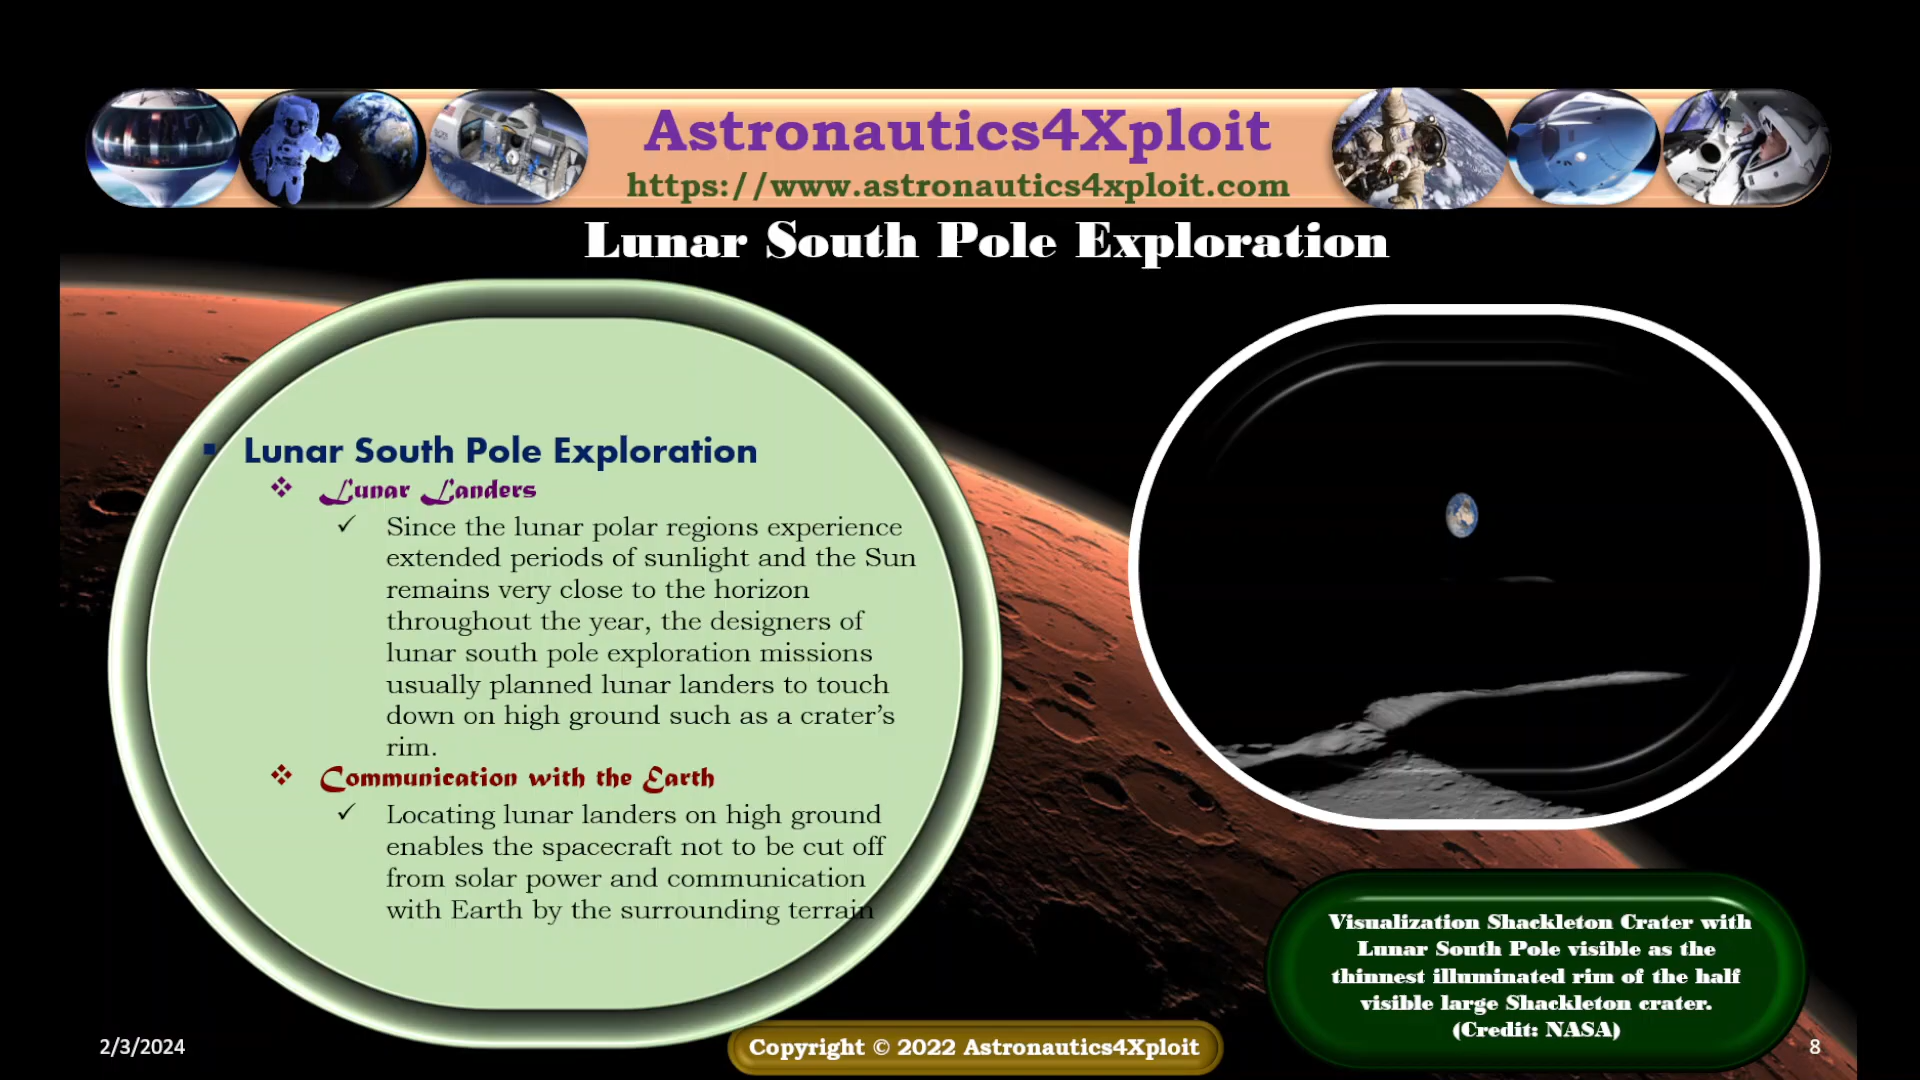 Astronautics4Xploit
https://www.astronautics4xploit.com
Lunar South Pole Exploration
Lunar South Pole Exploration
Lunar Landers
Since the lunar polar regions experience
extended periods of sunlight and the Sun
remains very close to the horizon
throughout the year, the designers of
lunar south pole exploration missions
usually planned lunar landers to touch
down on high ground such as a crater's
rim.
Communication with the Earth
Locating lunar landers on high ground
enables the spacecraft not to be cut off
from solar power and communication
with Earth by the surrounding terrain
Visualization Shackleton Crater with
Lunar South Pole visible as the
thinnest illuminated rim of the half
visible large Shackleton crater.
(Credit: NASA)
2/3/2024
Copyright © 2022 Astronautics4Xploit
8